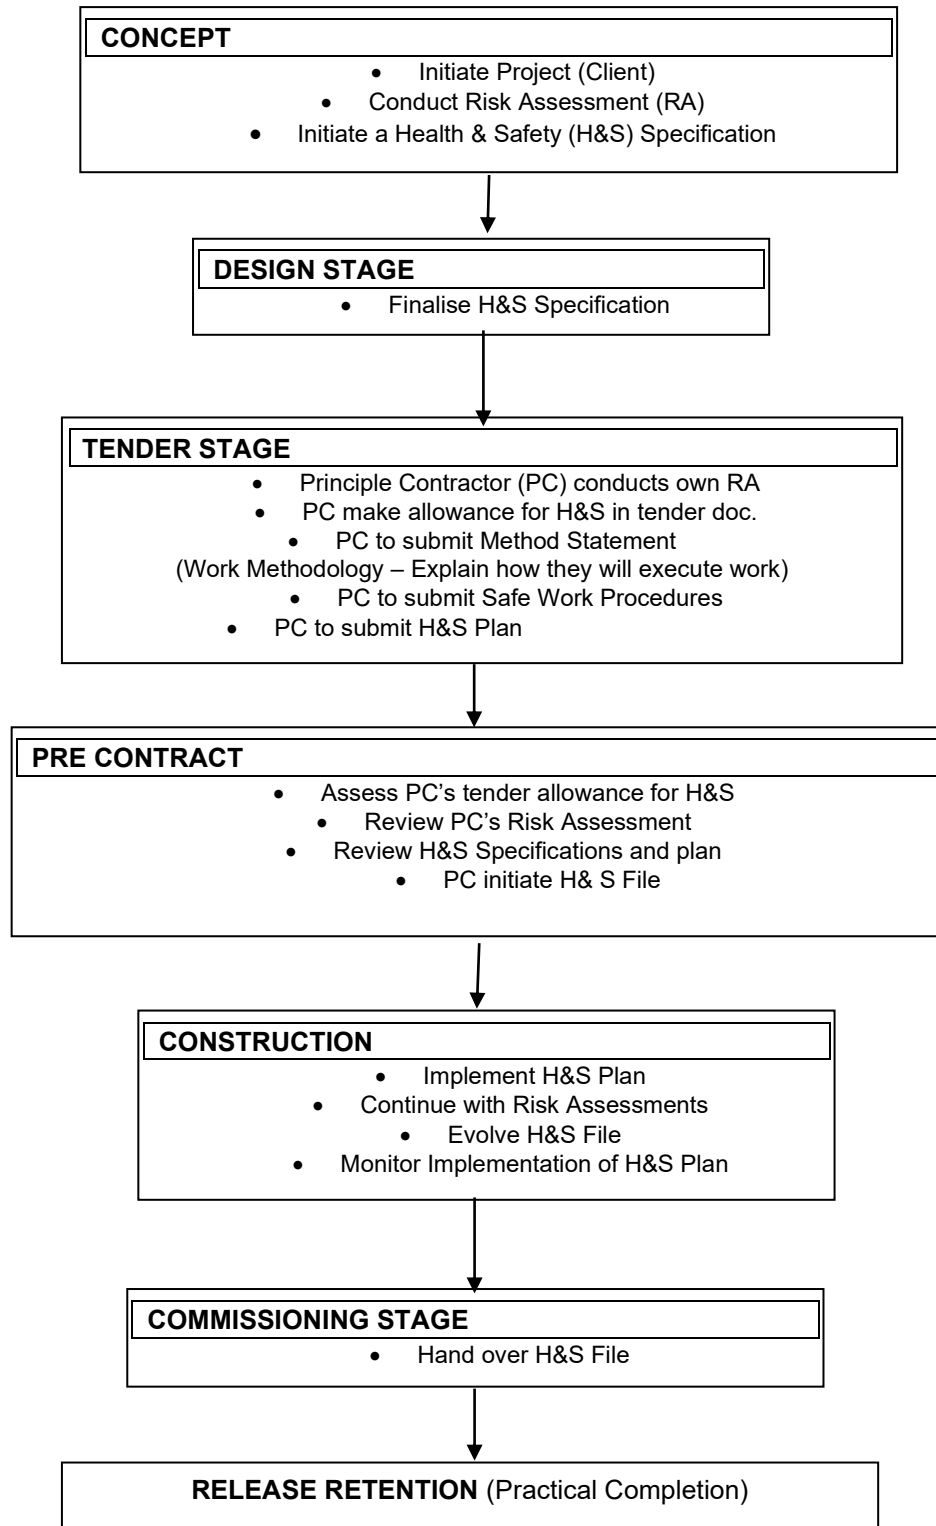 CONCEPT
• Initiate Project (Client)
• Conduct Risk Assessment (RA)
• Initiate a Health & Safety (H&S) Specification
DESIGN STAGE
• Finalise H&S Specification
TENDER STAGE
• Principle Contractor (PC) conducts own RA
• PC make allowance for H&S in tender doc.
• PC to submit Method Statement
(Work Methodology – Explain how they will execute work)
• PC to submit Safe Work Procedures
• PC to submit H&S Plan
PRE CONTRACT
• Assess PC’s tender allowance for H&S
• Review PC’s Risk Assessment
• Review H&S Specifications and plan
• PC initiate H& S File
CONSTRUCTION
• Implement H&S Plan
• Continue with Risk Assessments
• Evolve H&S File
• Monitor Implementation of H&S Plan
COMMISSIONING STAGE
• Hand over H&S File
RELEASE RETENTION (Practical Completion)